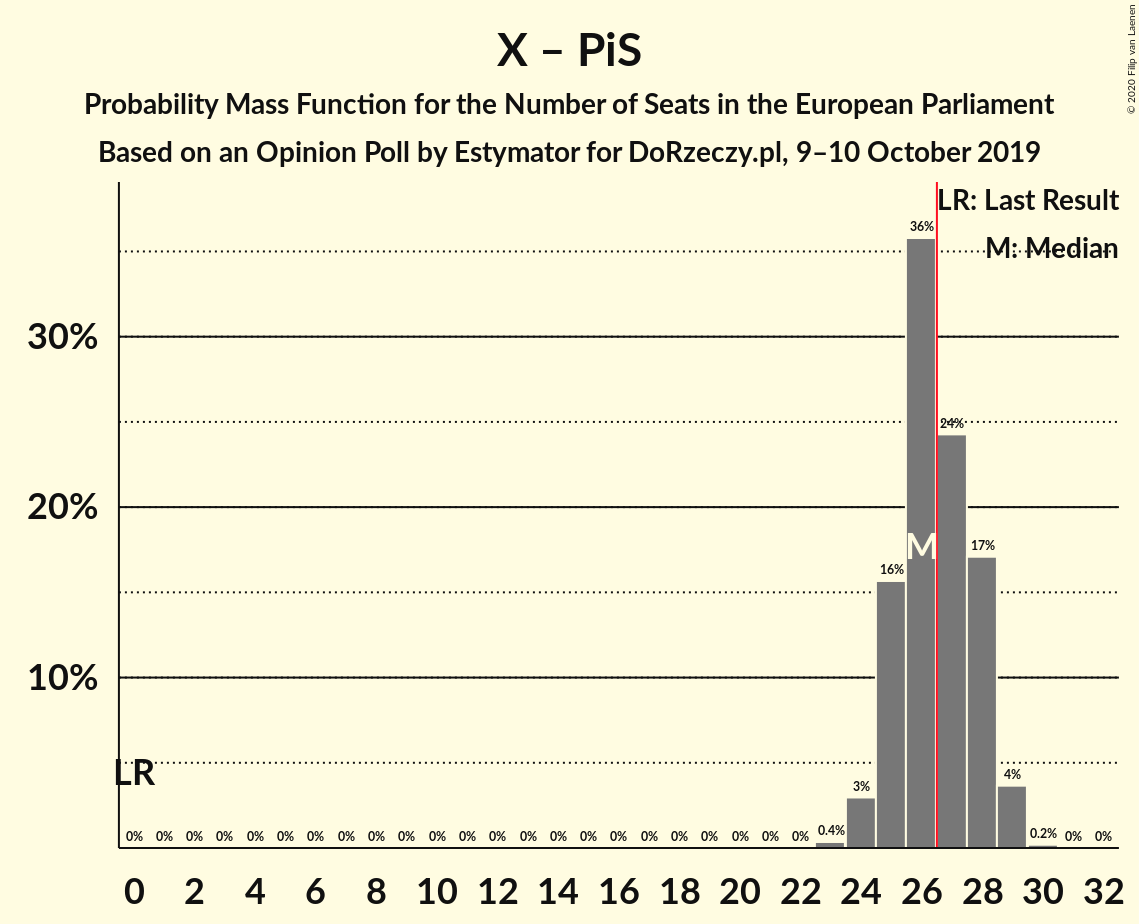 X – PiS
Probability Mass Function for the Number of Seats in the European Parliament
Based on an Opinion Poll by Estymator for DoRzeczy.pl, 9–10 October 2019
© 2020 Filip van Laenen
LR: Last Result
M: Median
36%
30%
24%
20%
M
17%
16%
10%
LR
4%
3%
0% 0% 0% 0% 0% 0% 0% 0% 0% 0% 0% 0% 0% 0% 0% 0% 0% 0% 0% 0% 0% 0% 0% 0.4% 0.2% 0% 0%
0 2 4 6 8 10 12 14 16 18 20 22 24 26 28 30 32